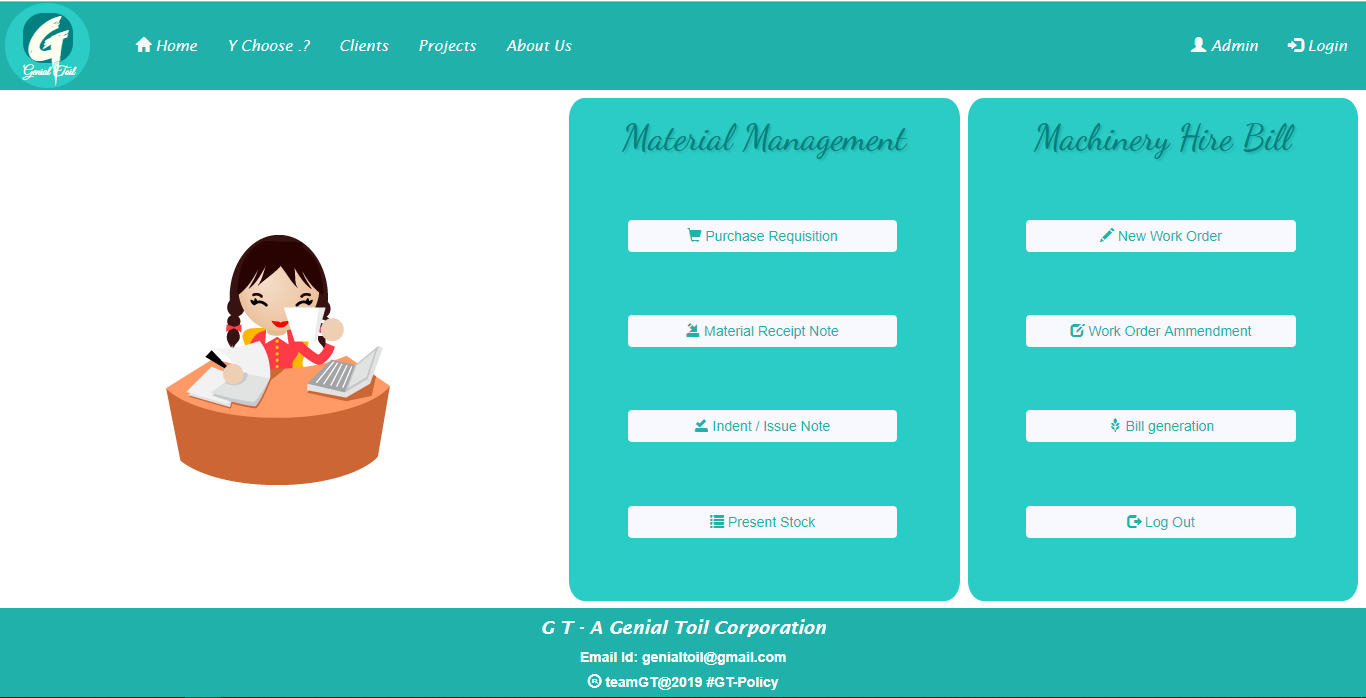 G
Genial Toil
Home
Y Choose .?
Clients
Projects
About Us
Admin
Login
Material Management
Purchase Requisition
Material Receipt Note
Indent / Issue Note
Present Stock
Machinery Hire Bill
New Work Order
Work Order Ammendment
Bill generation
Log Out
G T - A Genial Toil Corporation
Email Id: genialtoil@gmail.com
® teamGT@2019 #GT-Policy